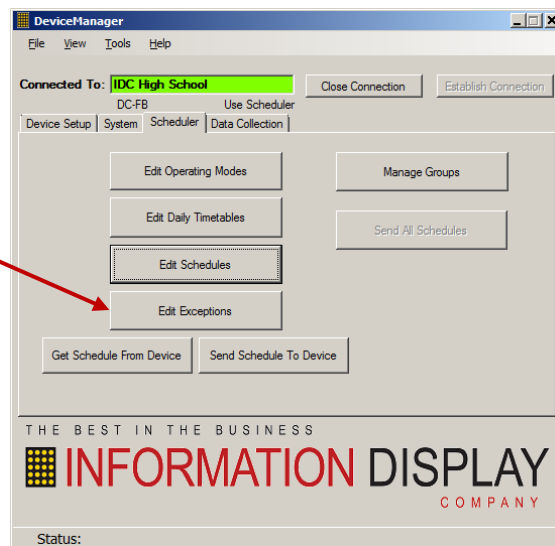 DeviceManager
File View Tools Help
Connected To: IDC High School Close Connection Establish Connection
DC-FB Use Scheduler
Device Setup System Scheduler Data Collection
Edit Operating Modes Manage Groups
Edit Daily Timetables Send All Schedules
Edit Schedules
Edit Exceptions
Get Schedule From Device Send Schedule To Device
THE BEST IN THE BUSINESS
INFORMATION DISPLAY
COMPANY
Status: